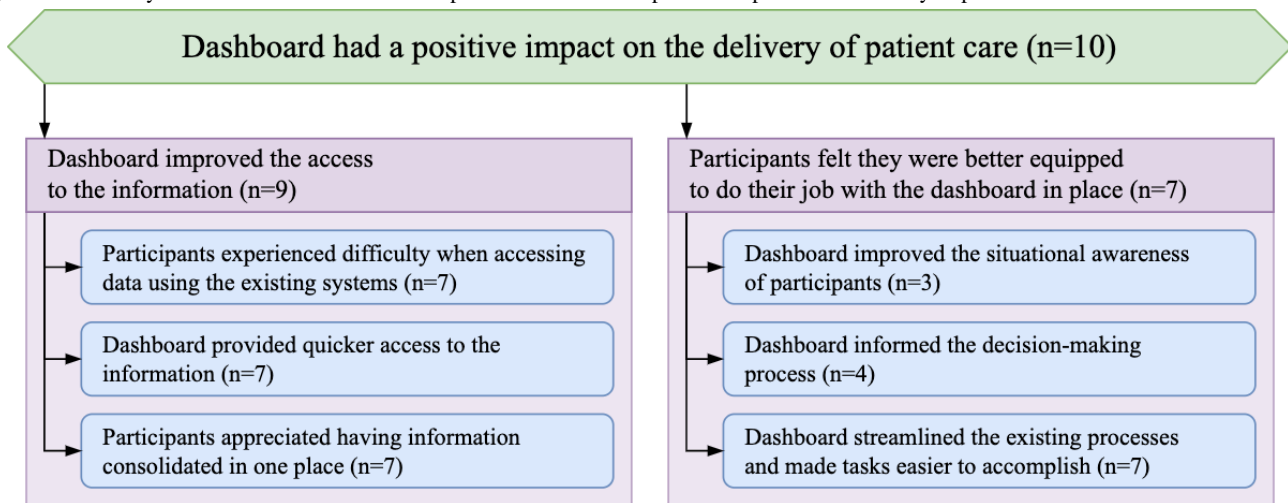 Dashboard had a positive impact on the delivery of patient care (n=10)
Dashboard improved the access
to the information (n=9)
Participants experienced difficulty when accessing
data using the existing systems (n=7)
Dashboard provided quicker access to the
information (n=7)
Participants appreciated having information
consolidated in one place (n=7)
Participants felt they were better equipped
to do their job with the dashboard in place (n=7)
Dashboard improved the situational awareness
of participants (n=3)
Dashboard informed the decision-making
process (n=4)
Dashboard streamlined the existing processes
and made tasks easier to accomplish (n=7)